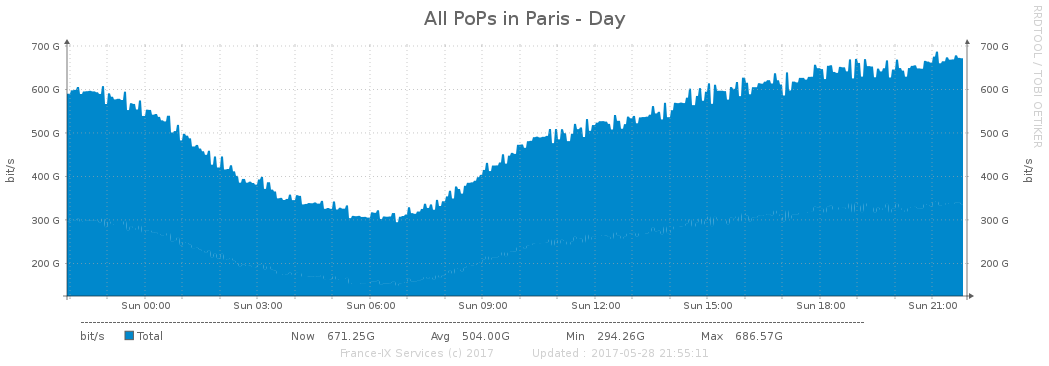 All PoPs in Paris - Day
RRDTOOL / TOBI OETIKER
bit/s
bit/s
700 G 700 G
600 G 600 G
500 G 500 G
400 G 400 G
300 G 300 G
200 G 200 G
Sun 00:00 Sun 03:00 Sun 06:00 Sun 09:00 Sun 12:00 Sun 15:00 Sun 18:00 Sun 21:00
bit/s Total Now 671.25G Avg 504.00G Min 294.26G Max 686.57G
France-IX Services (c) 2017 Updated : 2017-05-28 21:55:11